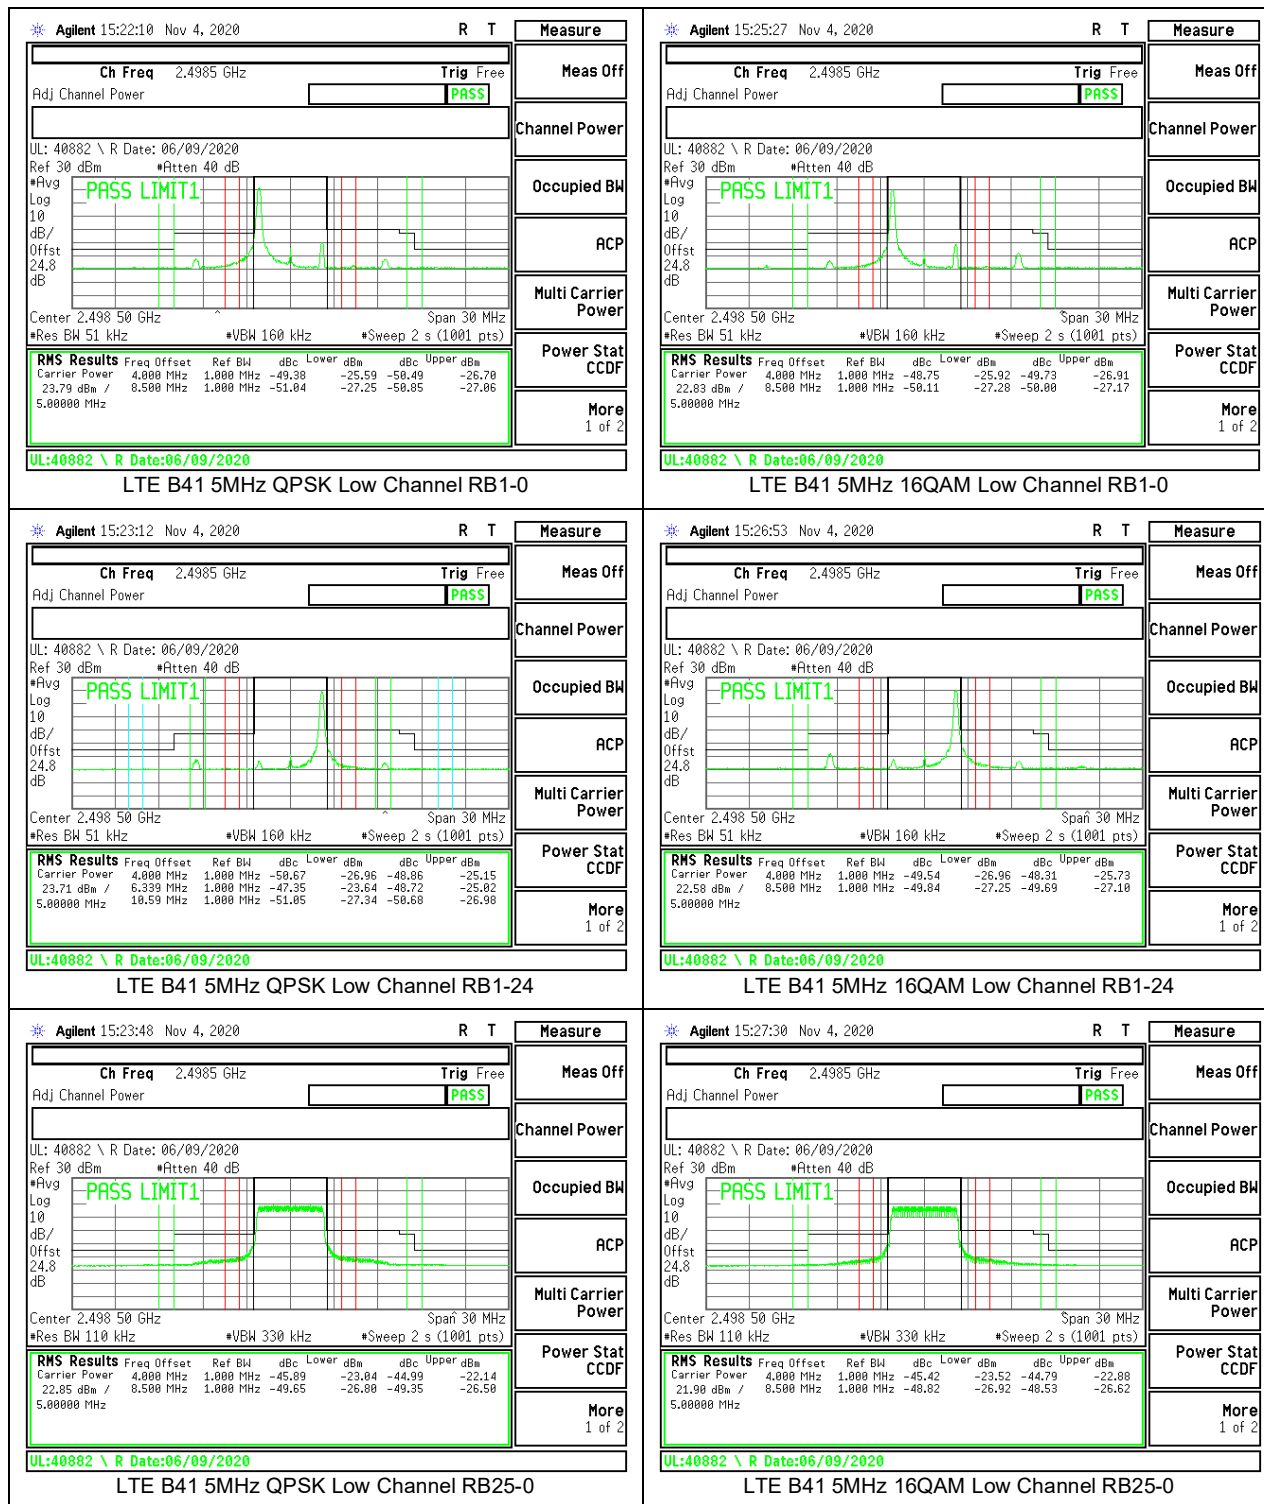 Agilent 15:22:10 Nov 4, 2020 R T Measure
Ch Freq 2.4985 GHz Trig Free Meas Off
Adj Channel Power PASS
Channel Power
UL: 40882 \ R Date: 06/09/2020
Ref 30 dBm #Atten 40 dB
#Avg PASS LIMIT1 Occupied BW
Log
10
dB/ ACP
Offst
24.8
dB Multi Carrier
Power
Center 2.498 50 GHz Span 30 MHz
#Res BW 51 kHz #VBW 160 kHz #Sweep 2 s (1001 pts)
RMS Results Freq Offset Ref BW dBc Lower dBm dBc Upper dBm Power Stat
Carrier Power 4.000 MHz 1.000 MHz -49.38 -25.59 -50.49 -26.70 CCDF
23.79 dBm / 8.500 MHz 1.000 MHz -51.04 -27.25 -50.85 -27.06
5.00000 MHz More
1 of 2
UL:40882 \ R Date:06/09/2020
LTE B41 5MHz QPSK Low Channel RB1-0
Agilent 15:25:27 Nov 4, 2020 R T Measure
Ch Freq 2.4985 GHz Trig Free Meas Off
Adj Channel Power PASS
Channel Power
UL: 40882 \ R Date: 06/09/2020
Ref 30 dBm #Atten 40 dB
#Avg PASS LIMIT1 Occupied BW
Log
10
dB/ ACP
Offst
24.8
dB Multi Carrier
Power
Center 2.498 50 GHz Span 30 MHz
#Res BW 51 kHz #VBW 160 kHz #Sweep 2 s (1001 pts)
RMS Results Freq Offset Ref BW dBc Lower dBm dBc Upper dBm Power Stat
Carrier Power 4.000 MHz 1.000 MHz -48.75 -25.92 -49.73 -26.91 CCDF
22.83 dBm / 8.500 MHz 1.000 MHz -50.11 -27.28 -50.00 -27.17
5.00000 MHz More
1 of 2
UL:40882 \ R Date:06/09/2020
LTE B41 5MHz 16QAM Low Channel RB1-0
Agilent 15:23:12 Nov 4, 2020 R T Measure
Ch Freq 2.4985 GHz Trig Free Meas Off
Adj Channel Power PASS
Channel Power
UL: 40882 \ R Date: 06/09/2020
Ref 30 dBm #Atten 40 dB
#Avg PASS LIMIT1 Occupied BW
Log
10
dB/ ACP
Offst
24.8
dB Multi Carrier
Power
Center 2.498 50 GHz Span 30 MHz
#Res BW 51 kHz #VBW 160 kHz #Sweep 2 s (1001 pts)
RMS Results Freq Offset Ref BW dBc Lower dBm dBc Upper dBm Power Stat
Carrier Power 4.000 MHz 1.000 MHz -50.67 -26.96 -48.86 -25.15 CCDF
23.71 dBm / 6.339 MHz 1.000 MHz -47.35 -23.64 -48.72 -25.02
5.00000 MHz 10.59 MHz 1.000 MHz -51.05 -27.34 -50.68 -26.98 More
1 of 2
UL:40882 \ R Date:06/09/2020
LTE B41 5MHz QPSK Low Channel RB1-24
Agilent 15:26:53 Nov 4, 2020 R T Measure
Ch Freq 2.4985 GHz Trig Free Meas Off
Adj Channel Power PASS
Channel Power
UL: 40882 \ R Date: 06/09/2020
Ref 30 dBm #Atten 40 dB
#Avg PASS LIMIT1 Occupied BW
Log
10
dB/ ACP
Offst
24.8
dB Multi Carrier
Power
Center 2.498 50 GHz Span 30 MHz
#Res BW 51 kHz #VBW 160 kHz #Sweep 2 s (1001 pts)
RMS Results Freq Offset Ref BW dBc Lower dBm dBc Upper dBm Power Stat
Carrier Power 4.000 MHz 1.000 MHz -49.54 -26.96 -48.31 -25.73 CCDF
22.58 dBm / 8.500 MHz 1.000 MHz -49.84 -27.25 -49.69 -27.10
5.00000 MHz More
1 of 2
UL:40882 \ R Date:06/09/2020
LTE B41 5MHz 16QAM Low Channel RB1-24
Agilent 15:23:48 Nov 4, 2020 R T Measure
Ch Freq 2.4985 GHz Trig Free Meas Off
Adj Channel Power PASS
Channel Power
UL: 40882 \ R Date: 06/09/2020
Ref 30 dBm #Atten 40 dB
#Avg PASS LIMIT1 Occupied BW
Log
10
dB/ ACP
Offst
24.8
dB Multi Carrier
Power
Center 2.498 50 GHz Span 30 MHz
#Res BW 110 kHz #VBW 330 kHz #Sweep 2 s (1001 pts)
RMS Results Freq Offset Ref BW dBc Lower dBm dBc Upper dBm Power Stat
Carrier Power 4.000 MHz 1.000 MHz -45.89 -23.04 -44.99 -22.14 CCDF
22.85 dBm / 8.500 MHz 1.000 MHz -49.65 -26.80 -49.35 -26.50
5.00000 MHz More
1 of 2
UL:40882 \ R Date:06/09/2020
LTE B41 5MHz QPSK Low Channel RB25-0
Agilent 15:27:30 Nov 4, 2020 R T Measure
Ch Freq 2.4985 GHz Trig Free Meas Off
Adj Channel Power PASS
Channel Power
UL: 40882 \ R Date: 06/09/2020
Ref 30 dBm #Atten 40 dB
#Avg PASS LIMIT1 Occupied BW
Log
10
dB/ ACP
Offst
24.8
dB Multi Carrier
Power
Center 2.498 50 GHz Span 30 MHz
#Res BW 110 kHz #VBW 330 kHz #Sweep 2 s (1001 pts)
RMS Results Freq Offset Ref BW dBc Lower dBm dBc Upper dBm Power Stat
Carrier Power 4.000 MHz 1.000 MHz -45.42 -23.52 -44.79 -22.88 CCDF
21.90 dBm / 8.500 MHz 1.000 MHz -48.82 -26.92 -48.53 -26.62
5.00000 MHz More
1 of 2
UL:40882 \ R Date:06/09/2020
LTE B41 5MHz 16QAM Low Channel RB25-0